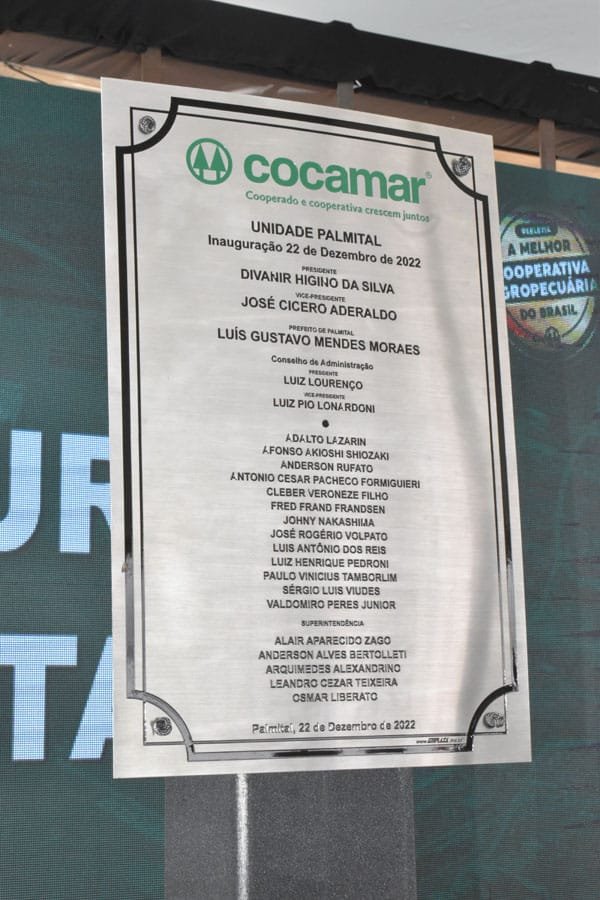 cocamar®
Cooperado e cooperativa crescem juntos
UNIDADE PALMITAL
Inauguração 22 de Dezembro de 2022
PRESIDENTE
DIVANIR HIGINO DA SILVA
VICE-PRESIDENTE
JOSÉ CICERO ADERALDO
PREFEITO DE PALMITAL
LUÍS GUSTAVO MENDES MORAES
Conselho de Administração
PRESIDENTE
LUIZ LOURENÇO
VICE-PRESIDENTE
LUIZ PIO LONARDONI
ADALTO LAZARIN
AFONSO AKIOSHI SHIOZAKI
ANDERSON RUFATO
ANTONIO CESAR PACHECO FORMIGUIERI
CLEBER VERONEZE FILHO
FRED FRAND FRANDSEN
JOHNY NAKASHIMA
JOSÉ ROGÉRIO VOLPATO
LUIS ANTÔNIO DOS REIS
LUIZ HENRIQUE PEDRONI
PAULO VINICIUS TAMBORLIM
SÉRGIO LUIS VIUDES
VALDOMIRO PERES JUNIOR
SUPERINTENDÊNCIA
ALAIR APARECIDO ZAGO
ANDERSON ALVES BERTOLLETI
ARQUIMEDES ALEXANDRINO
LEANDRO CEZAR TEIXEIRA
OSMAR LIBERATO
Palmital, 22 de Dezembro de 2022
UR
TA
A MELHOR
COOPERATIVA
AGROPECUÁRIA
DO BRASIL